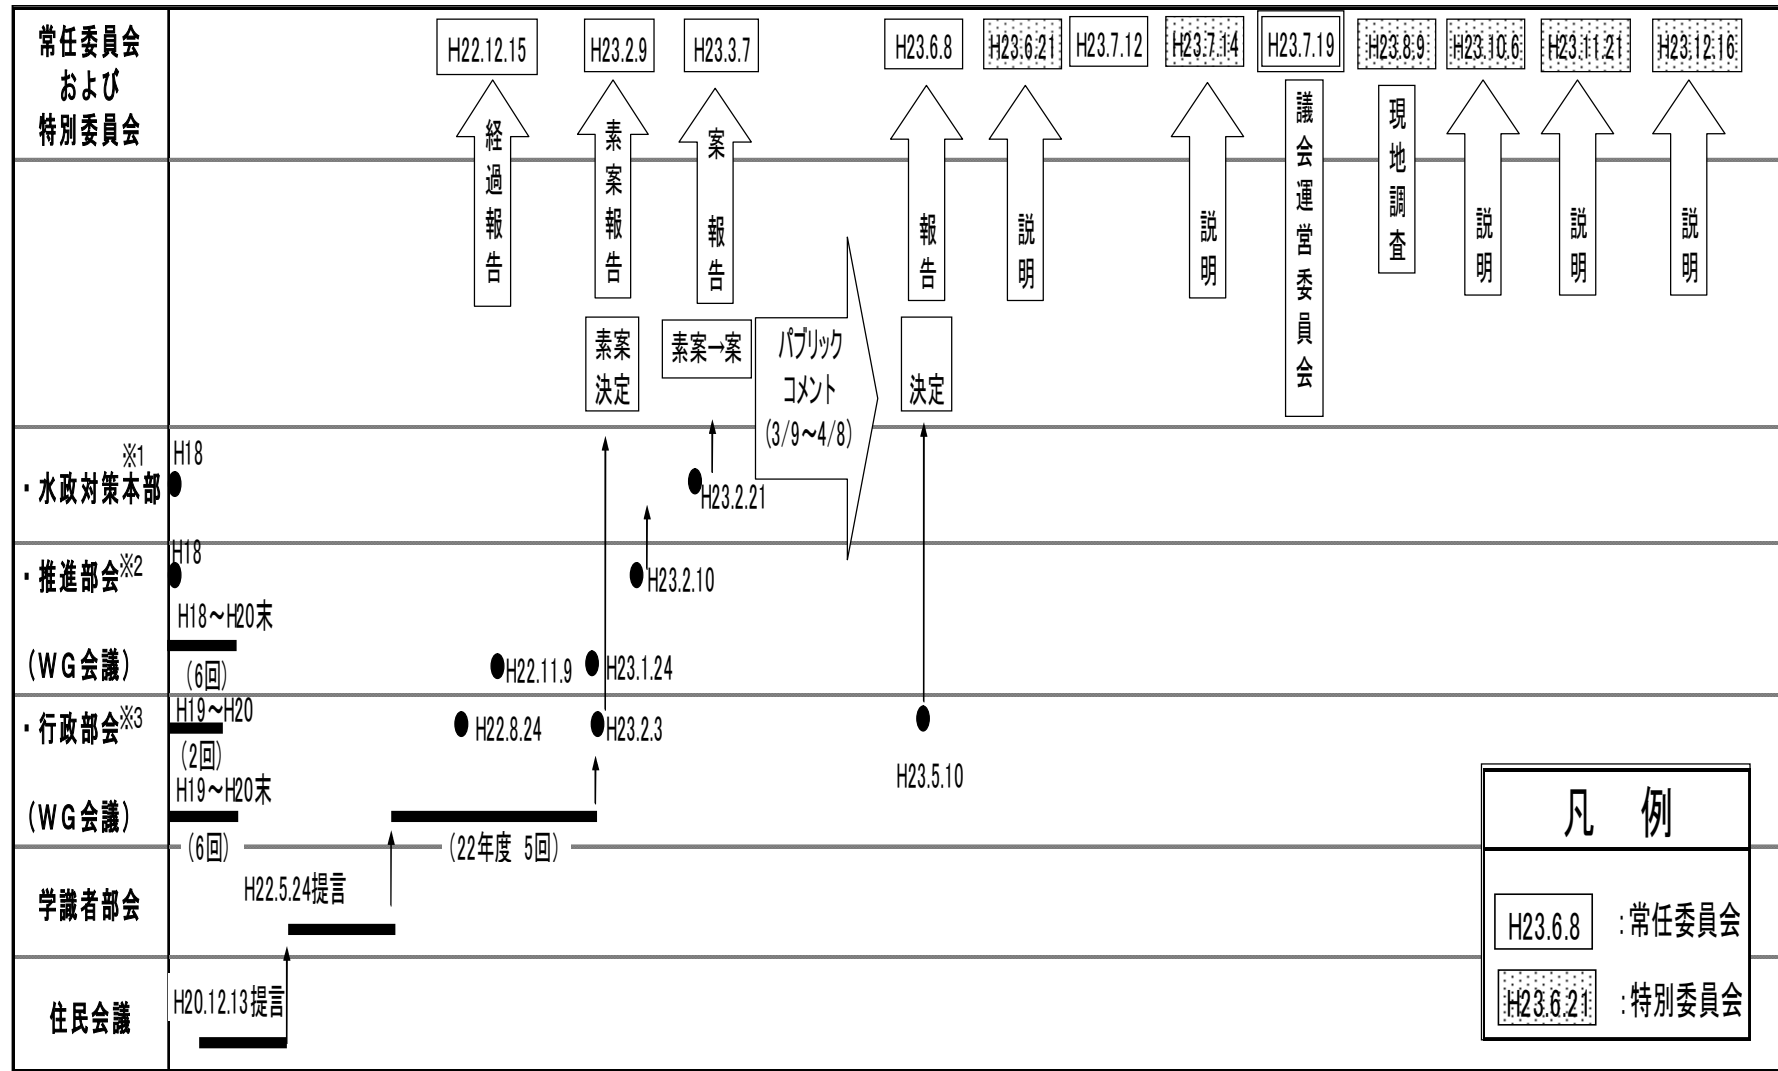 常任委員会
および
特別委員会
H22.12.15
H23.2.9
H23.3.7
H23.6.8
H23.6.21
H23.7.12
H23.7.14
H23.7.19
H23.8.9
H23.10.6
H23.11.21
H23.12.16
経過報告
素案報告
案 報告
報告
説明
説明
議会運営委員会
現地調査
説明
説明
説明
素案
決定
素案→案
パブリック
コメント
(3/9～4/8)
決定
※1
・水政対策本部
H18
H23.2.21
・推進部会※2
H18
H23.2.10
H18～H20末
(WG会議)
(6回)
H22.11.9
H23.1.24
・行政部会※3
H19～H20
(2回)
H22.8.24
H23.2.3
H23.5.10
H19～H20末
(WG会議)
(6回)
(22年度 5回)
学識者部会
H22.5.24提言
住民会議
H20.12.13提言
凡 例
H23.6.8 :常任委員会
H23.6.21 :特別委員会